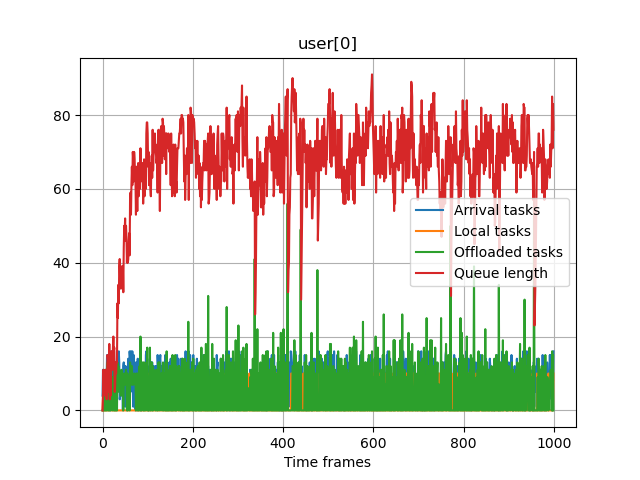 user[0]
80
60
40
20
0
Arrival tasks
Local tasks
Offloaded tasks
Queue length
0 200 400 600 800 1000
Time frames